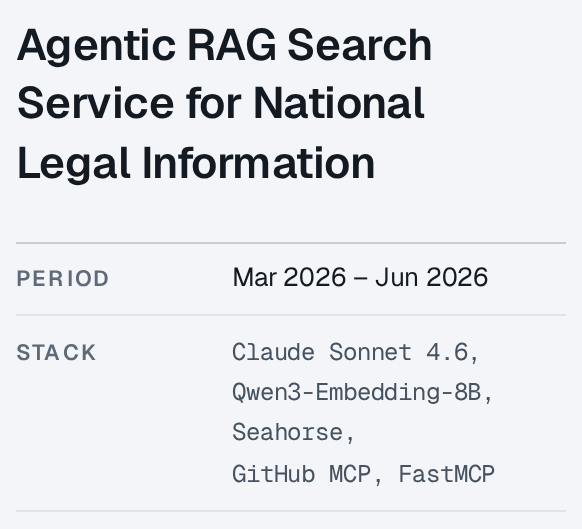 Agentic RAG Search
Service for National
Legal Information
PERIOD Mar 2026 – Jun 2026
STACK Claude Sonnet 4.6,
Qwen3-Embedding-8B,
Seahorse,
GitHub MCP, FastMCP